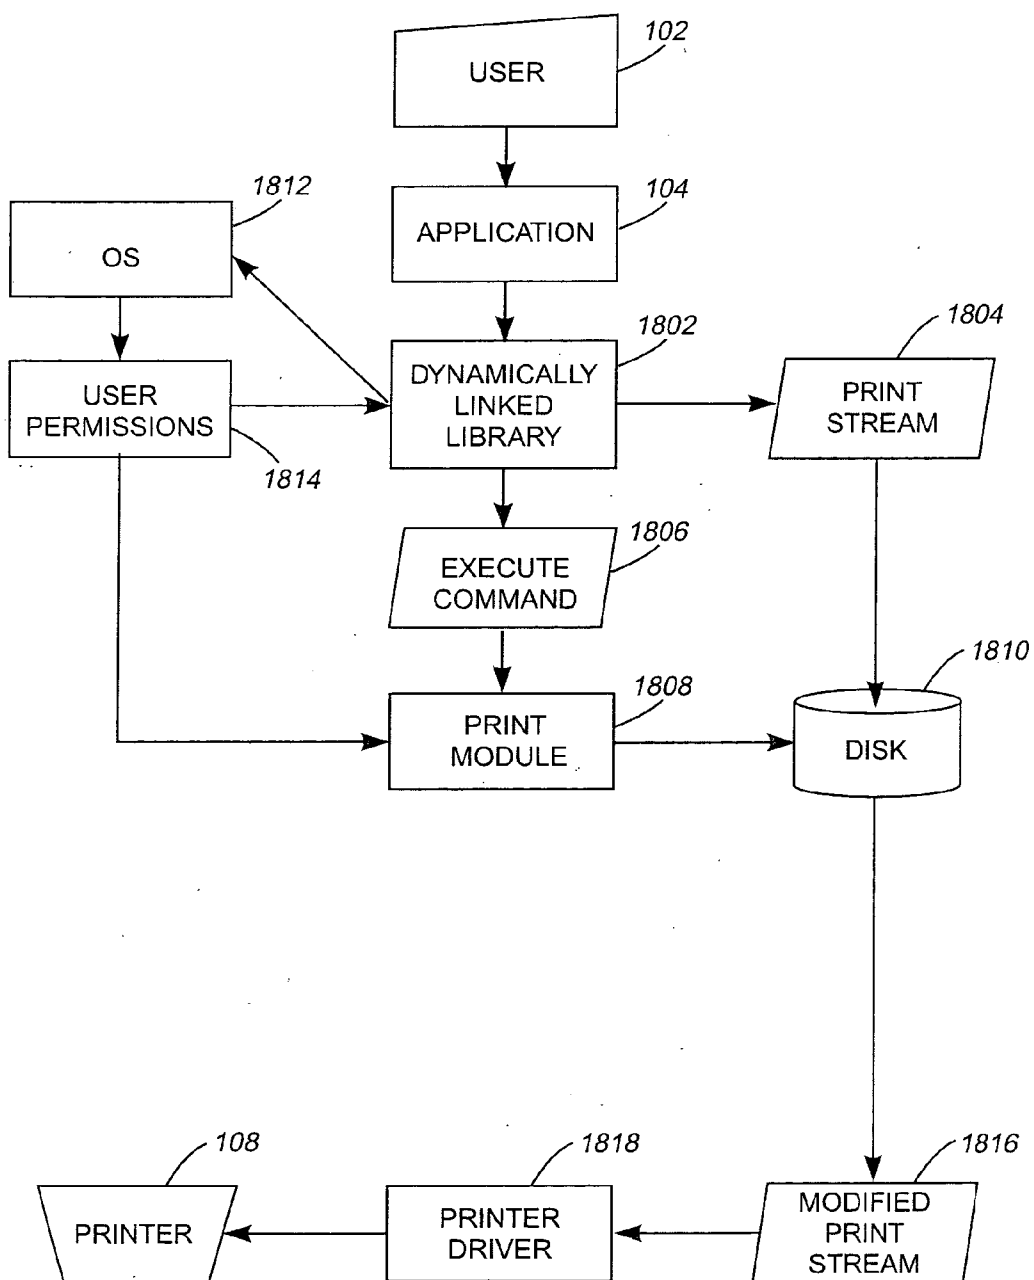 102
USER
1812
104
APPLICATION
OS
1802
1804
DYNAMICALLY
LINKED
LIBRARY
USER
PERMISSIONS
PRINT
STREAM
1814
1806
EXECUTE
COMMAND
1810
1808
PRINT
MODULE
DISK
108
1818
1816
PRINTER
PRINTER
DRIVER
MODIFIED
PRINT
STREAM